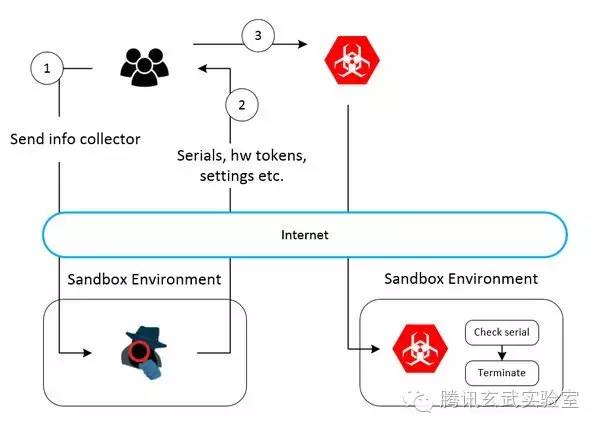 1
3
2
Send info collector
Serials, hw tokens,
settings etc.
Internet
Sandbox Environment
Sandbox Environment
Check serial
Terminate
腾讯玄武实验室